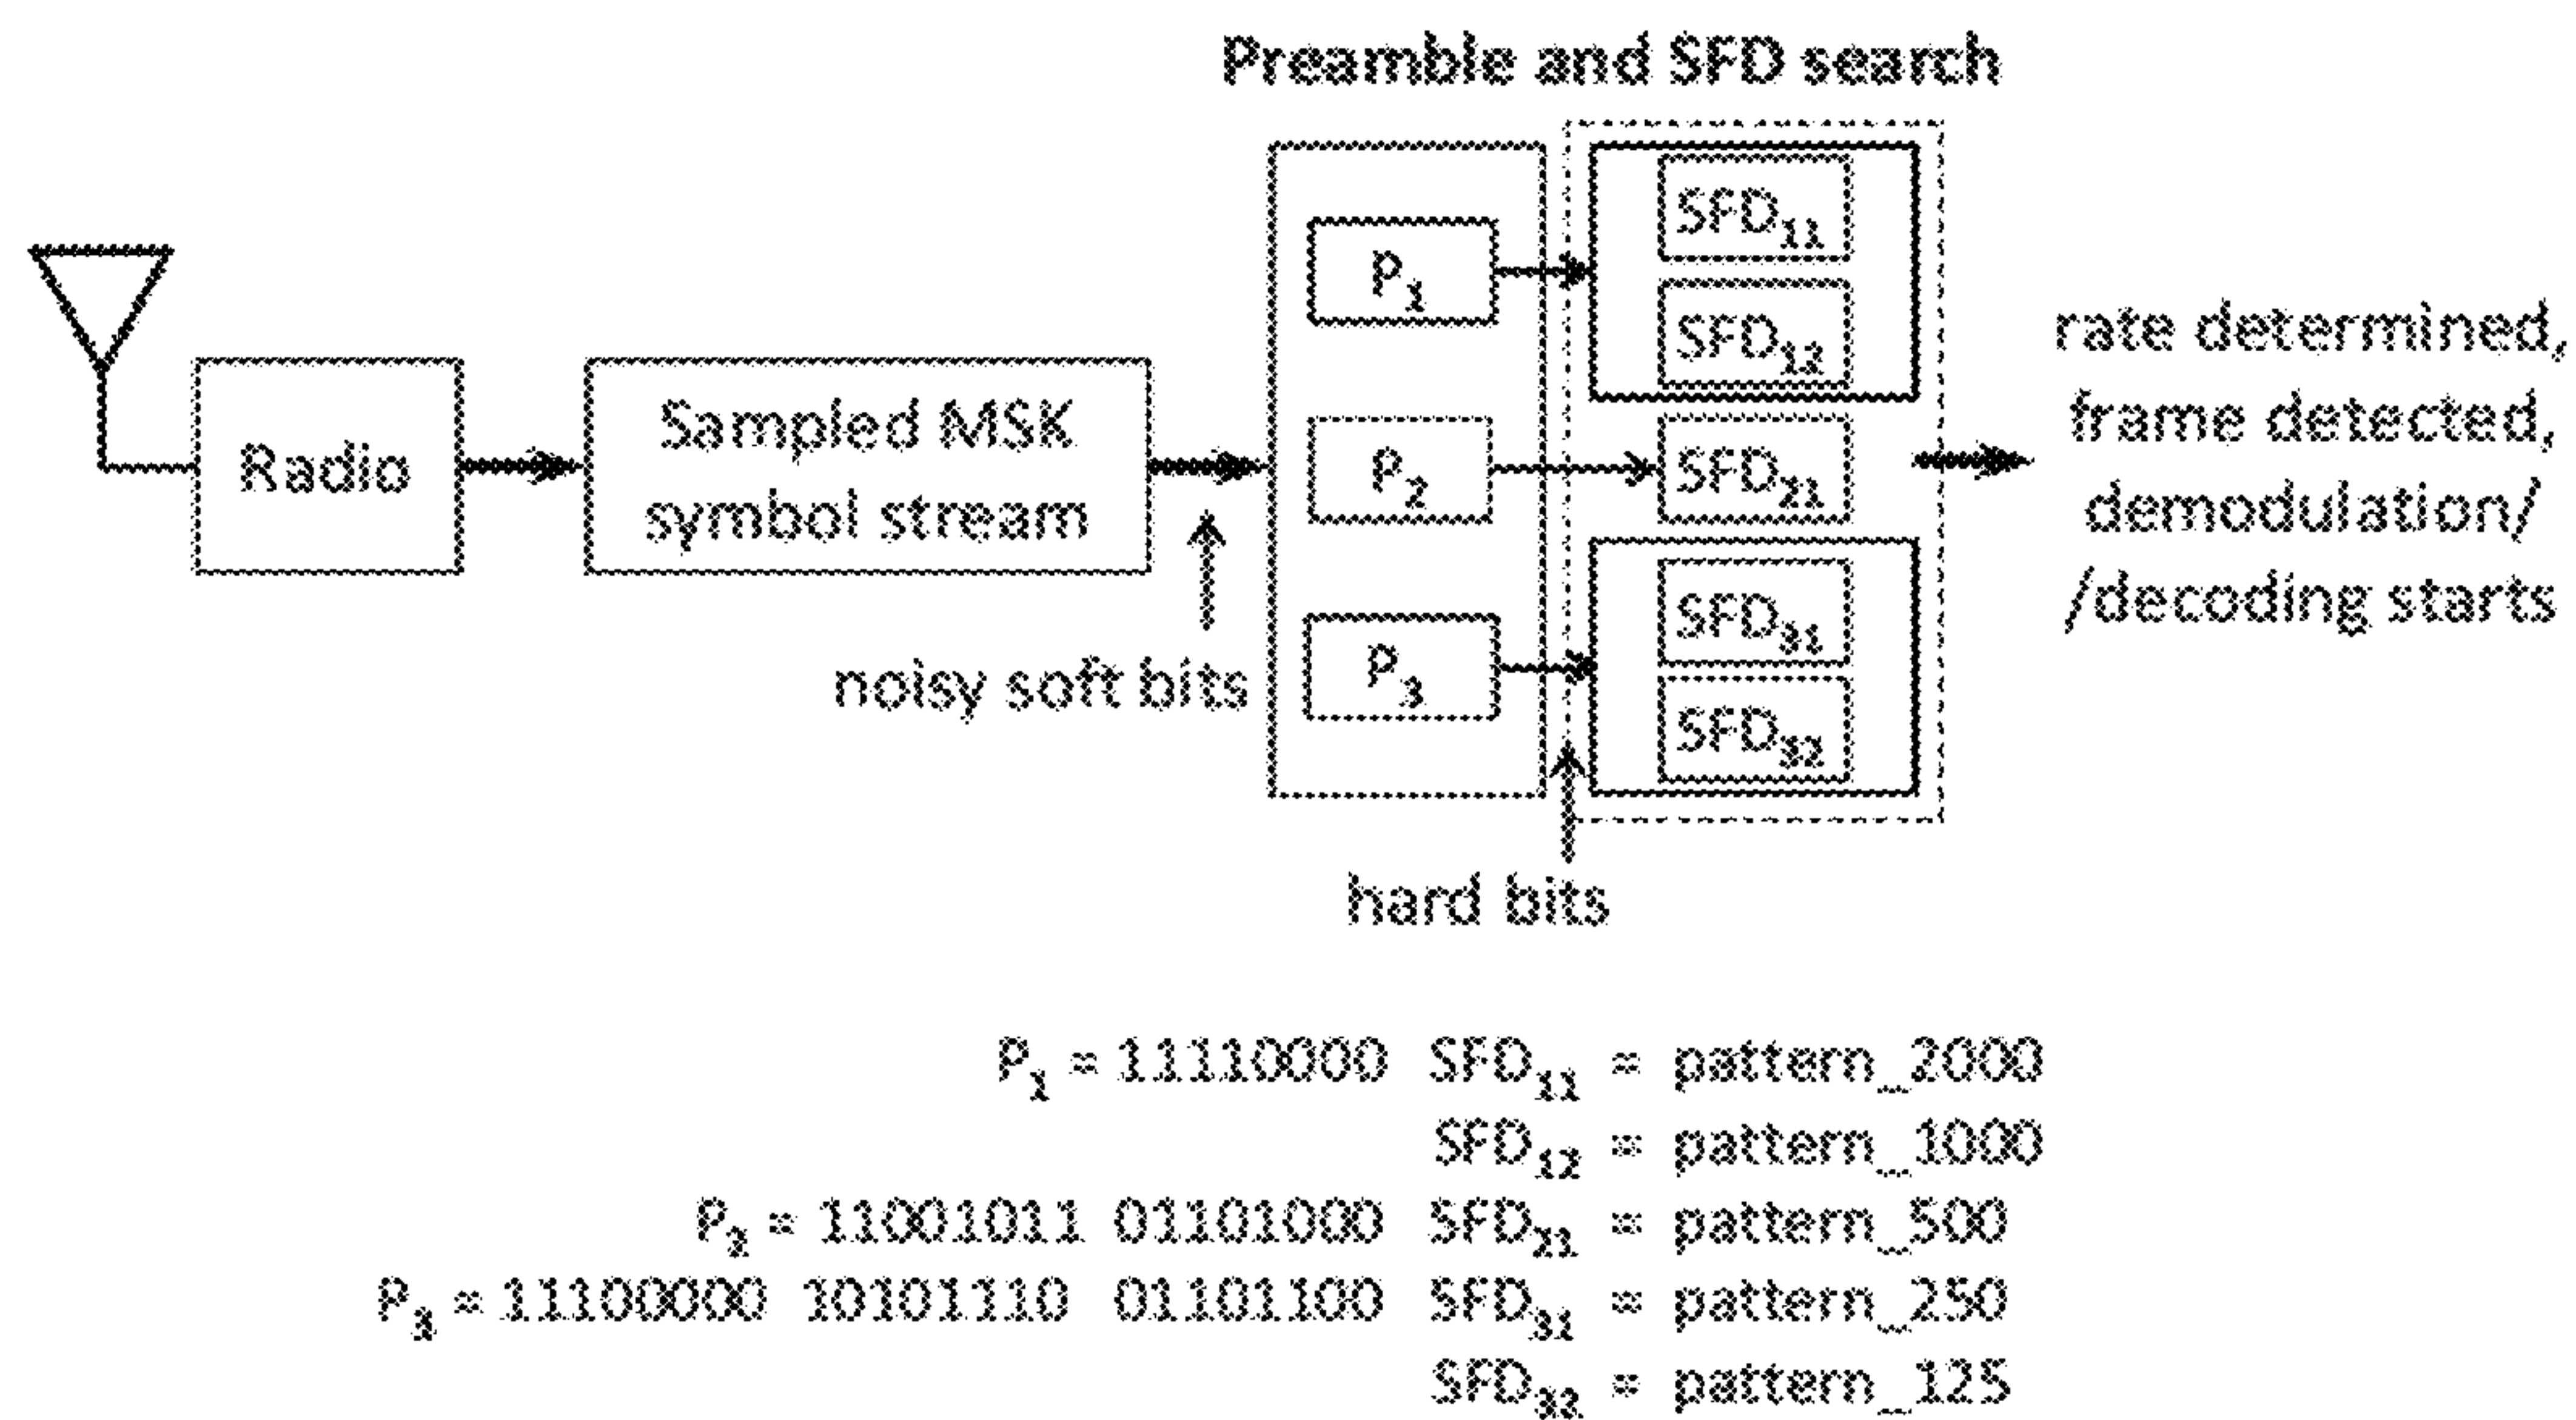 Preamble and SFD search
Radio
Sampled MSK
symbol stream
noisy soft bits
P₁
P₂
P₃
SFD₁₁
SFD₁₂
SFD₂₁
SFD₃₁
SFD₃₂
hard bits
rate determined,
frame detected,
demodulation/
/decoding starts
P₁ = 11110000 SFD₁₁ = pattern_2000
SFD₁₂ = pattern_1000
P₂ = 11001011 01101000 SFD₂₁ = pattern_500
P₃ = 11100000 10101110 01101100 SFD₃₁ = pattern_250
SFD₃₂ = pattern_125